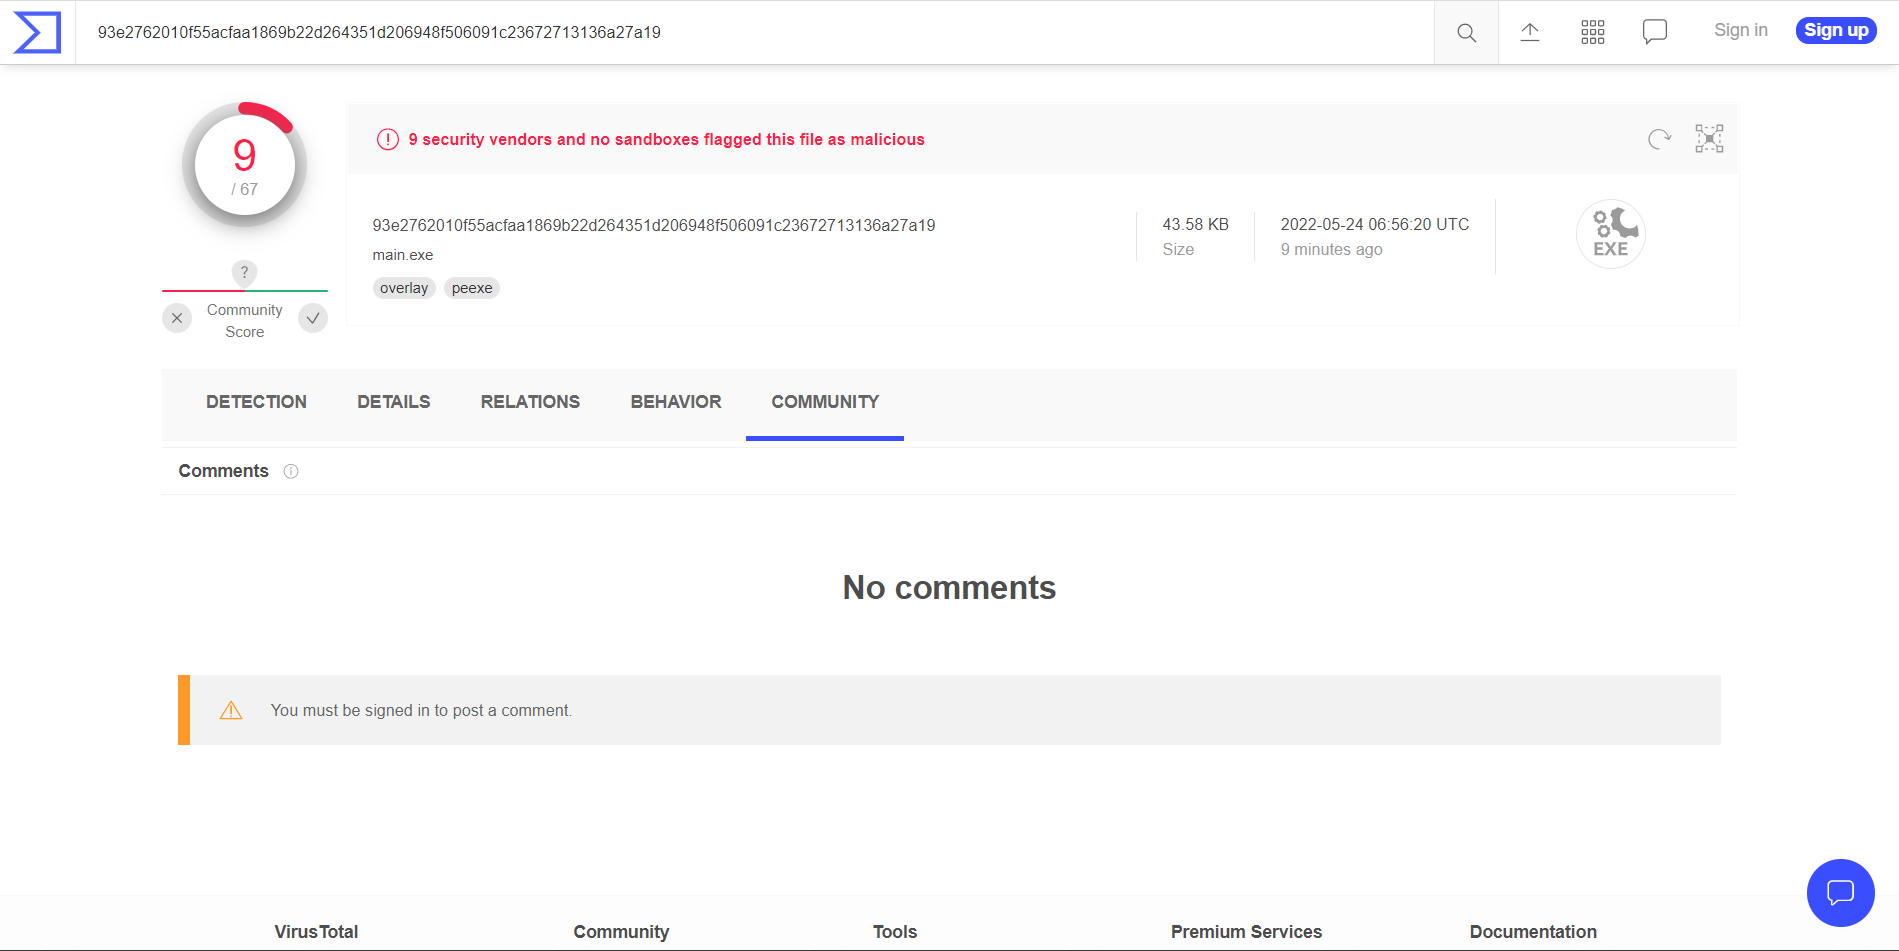 93e2762010f55acfaa1869b22d264351d206948f506091c23672713136a27a19
Sign in
Sign up
9
/ 67
?
Community
Score
9 security vendors and no sandboxes flagged this file as malicious
93e2762010f55acfaa1869b22d264351d206948f506091c23672713136a27a19
main.exe
overlay peexe
43.58 KB
Size
2022-05-24 06:56:20 UTC
9 minutes ago
EXE
DETECTION DETAILS RELATIONS BEHAVIOR COMMUNITY
Comments
No comments
You must be signed in to post a comment.
VirusTotal Community Tools Premium Services Documentation